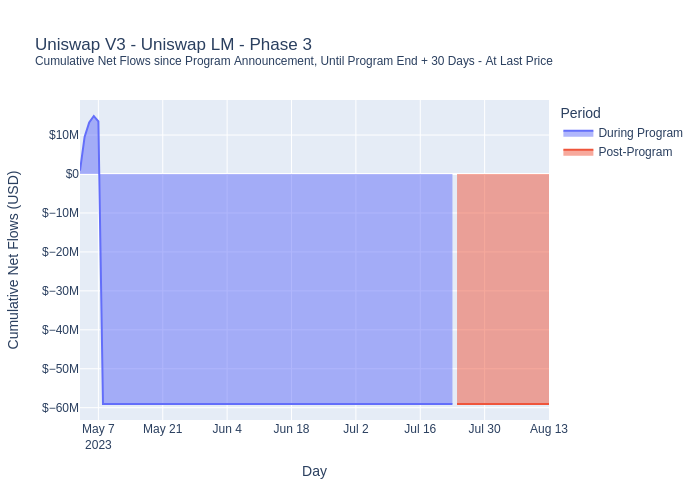 Uniswap V3 - Uniswap LM - Phase 3
Cumulative Net Flows since Program Announcement, Until Program End + 30 Days - At Last Price
Period
During Program
Post-Program
Cumulative Net Flows (USD)
$10M
$0
$−10M
$−20M
$−30M
$−40M
$−50M
$−60M
May 7
2023
May 21
Jun 4
Jun 18
Jul 2
Jul 16
Jul 30
Aug 13
Day